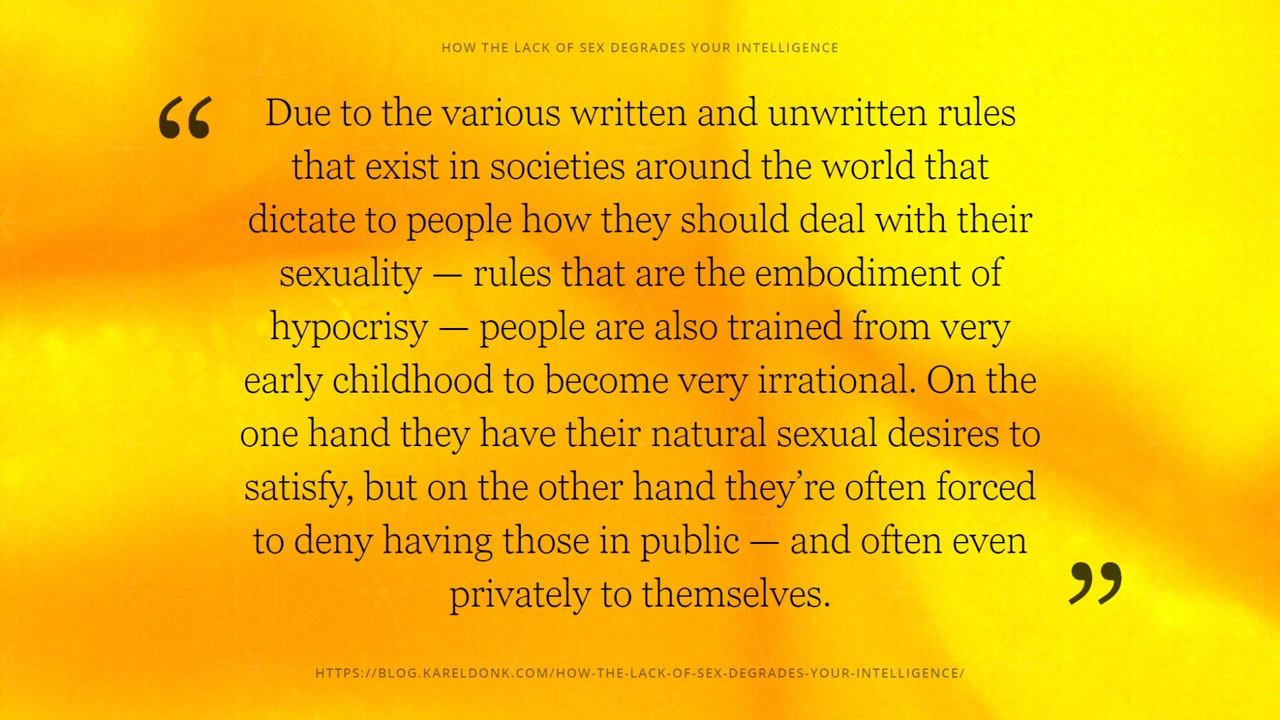 HOW THE LACK OF SEX DEGRADES YOUR INTELLIGENCE
“ Due to the various written and unwritten rules
that exist in societies around the world that
dictate to people how they should deal with their
sexuality — rules that are the embodiment of
hypocrisy — people are also trained from very
early childhood to become very irrational. On the
one hand they have their natural sexual desires to
satisfy, but on the other hand they’re often forced
to deny having those in public — and often even
privately to themselves. ”
HTTPS://BLOG.KARELDONK.COM/HOW-THE-LACK-OF-SEX-DEGRADES-YOUR-INTELLIGENCE/